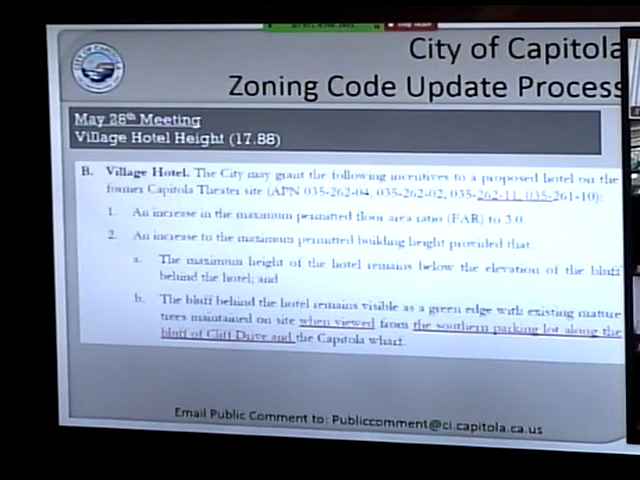 City of Capitola
Zoning Code Update Process
May 28th Meeting
Village Hotel Height (17.88)
B. Village Hotel. The City may grant the following incentives to a proposed hotel on the
former Capitola Theater site (APN 035-262-04, 035-262-02, 035-262-11, 035-261-10):
1. An increase in the maximum permitted floor area ratio (FAR) to 3.0.
2. An increase to the maximum permitted building height provided that:
a. The maximum height of the hotel remains below the elevation of the bluff
behind the hotel; and
b. The bluff behind the hotel remains visible as a green edge with existing mature
trees maintained on site when viewed from the southern parking lot along the
bluff of Cliff Drive and the Capitola wharf.
Email Public Comment to: Publiccomment@ci.capitola.ca.us